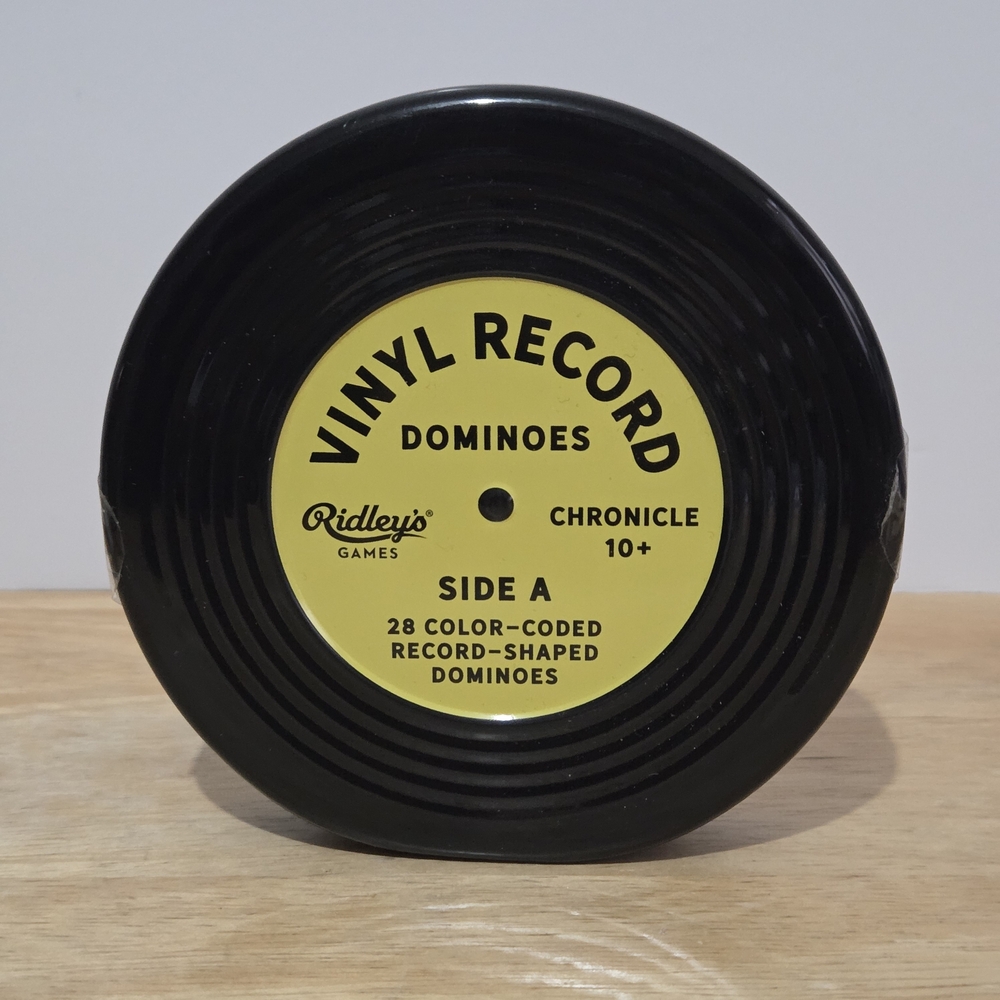 VINYL RECORD
DOMINOES
Ridley's®
GAMES
CHRONICLE
10+
SIDE A
28 COLOR-CODED
RECORD-SHAPED
DOMINOES